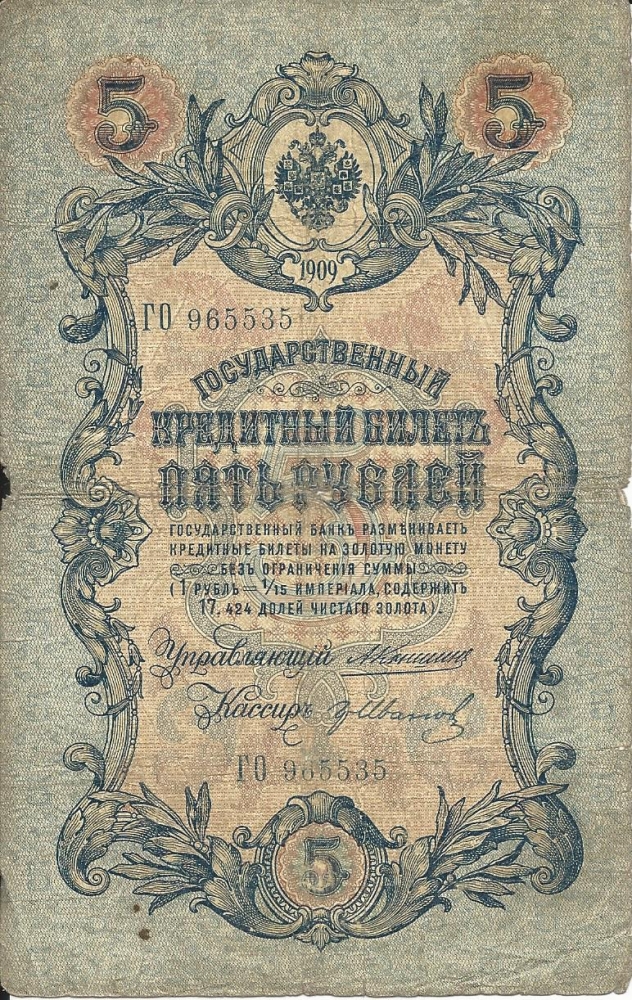 5 5
1909
ГО 965535
ГОСУДАРСТВЕННЫЙ
КРЕДИТНЫЙ БИЛЕТЪ
ПЯТЬ РУБЛЕЙ
ГОСУДАРСТВЕННЫЙ БАНКЪ РАЗМѢНИВАЕТЪ
КРЕДИТНЫЕ БИЛЕТЫ НА ЗОЛОТУЮ МОНЕТУ
БЕЗЪ ОГРАНИЧЕНІЯ СУММЫ
(1 РУБЛЬ = 1/15 ИМПЕРІАЛА, СОДЕРЖИТЪ
17,424 ДОЛЕЙ ЧИСТАГО ЗОЛОТА).
Управляющій
Кассиръ
ГО 965535
5